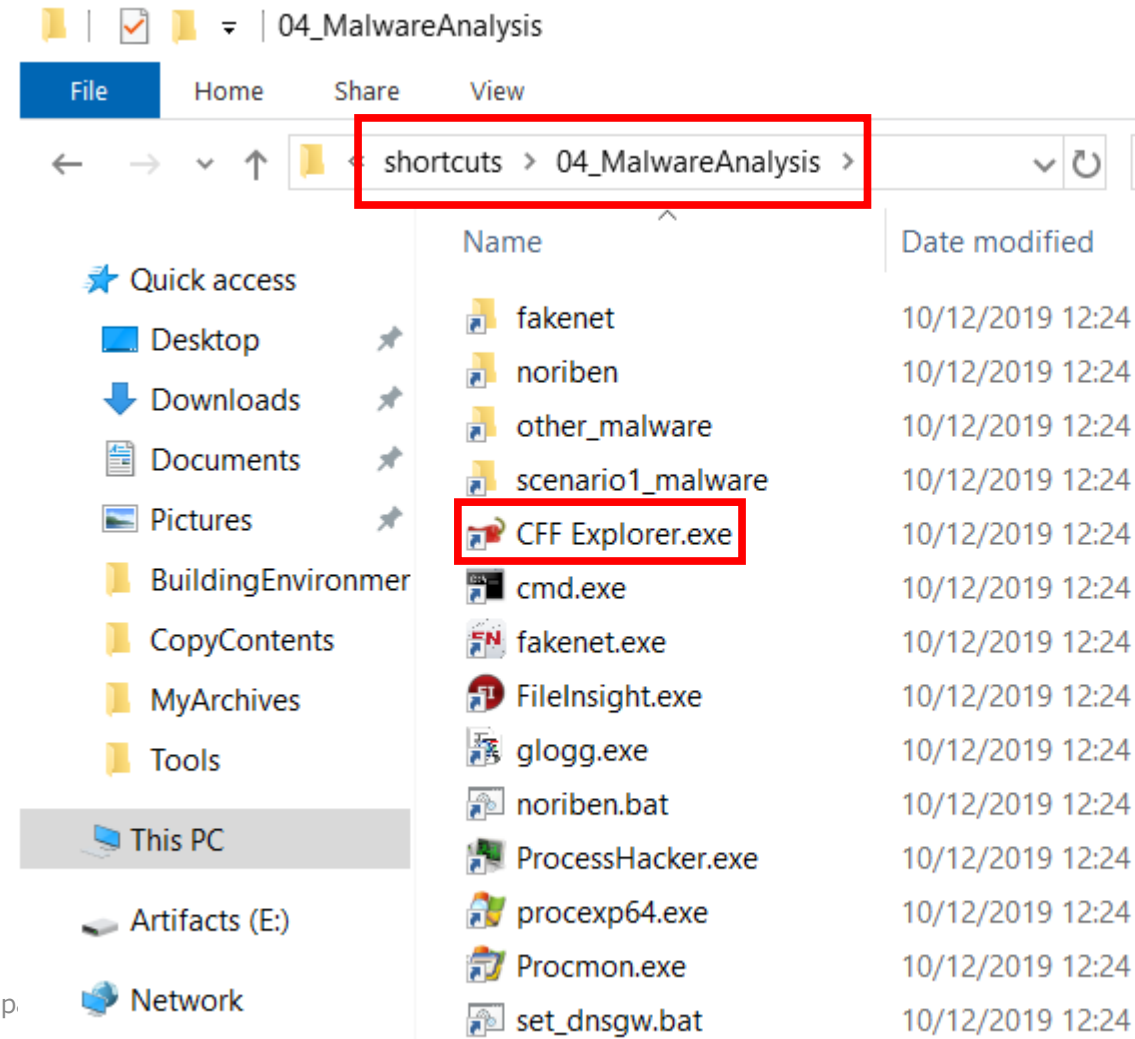 04_MalwareAnalysis
File Home Share View
« shortcuts > 04_MalwareAnalysis >
Name Date modified
Quick access
Desktop
Downloads
Documents
Pictures
BuildingEnvironmer
CopyContents
MyArchives
Tools
This PC
Artifacts (E:)
Network
fakenet 10/12/2019 12:24
noriben 10/12/2019 12:24
other_malware 10/12/2019 12:24
scenario1_malware 10/12/2019 12:24
CFF Explorer.exe 10/12/2019 12:24
cmd.exe 10/12/2019 12:24
fakenet.exe 10/12/2019 12:24
FileInsight.exe 10/12/2019 12:24
glogg.exe 10/12/2019 12:24
noriben.bat 10/12/2019 12:24
ProcessHacker.exe 10/12/2019 12:24
procexp64.exe 10/12/2019 12:24
Procmon.exe 10/12/2019 12:24
set_dnsgw.bat 10/12/2019 12:24